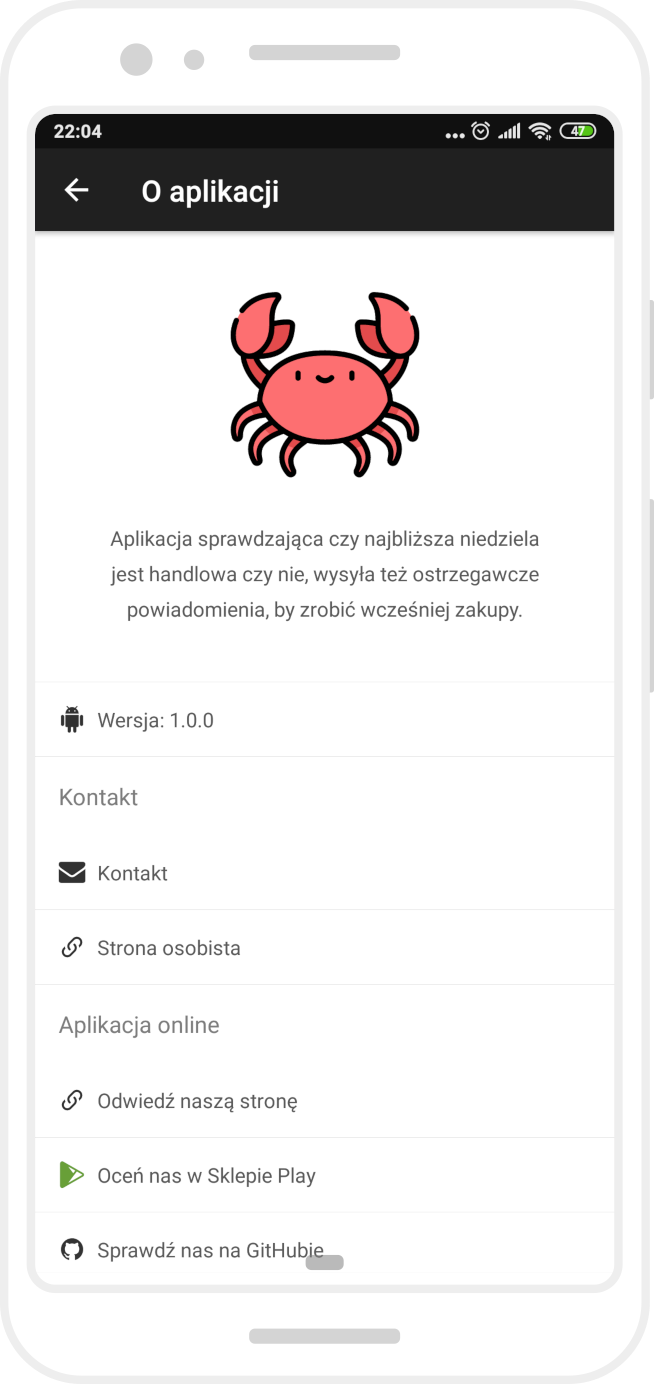 22:04
47
O aplikacji
Aplikacja sprawdzająca czy najbliższa niedziela
jest handlowa czy nie, wysyła też ostrzegawcze
powiadomienia, by zrobić wcześniej zakupy.
Wersja: 1.0.0
Kontakt
Kontakt
Strona osobista
Aplikacja online
Odwiedź naszą stronę
Oceń nas w Sklepie Play
Sprawdź nas na GitHubie